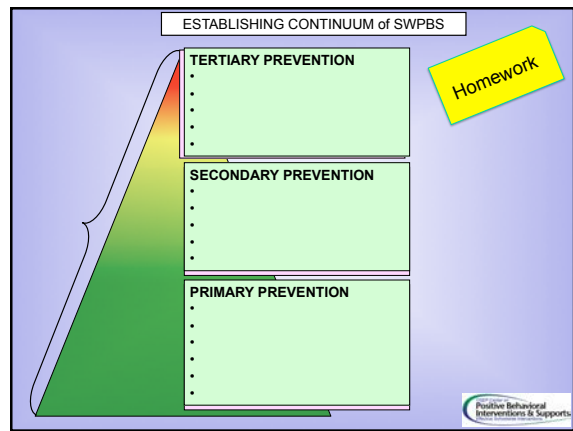 ESTABLISHING CONTINUUM of SWPBS
Homework
TERTIARY PREVENTION
•
•
•
•
•
SECONDARY PREVENTION
•
•
•
•
•
PRIMARY PREVENTION
•
•
•
•
•
•
Positive Behavioral
Interventions & Supports